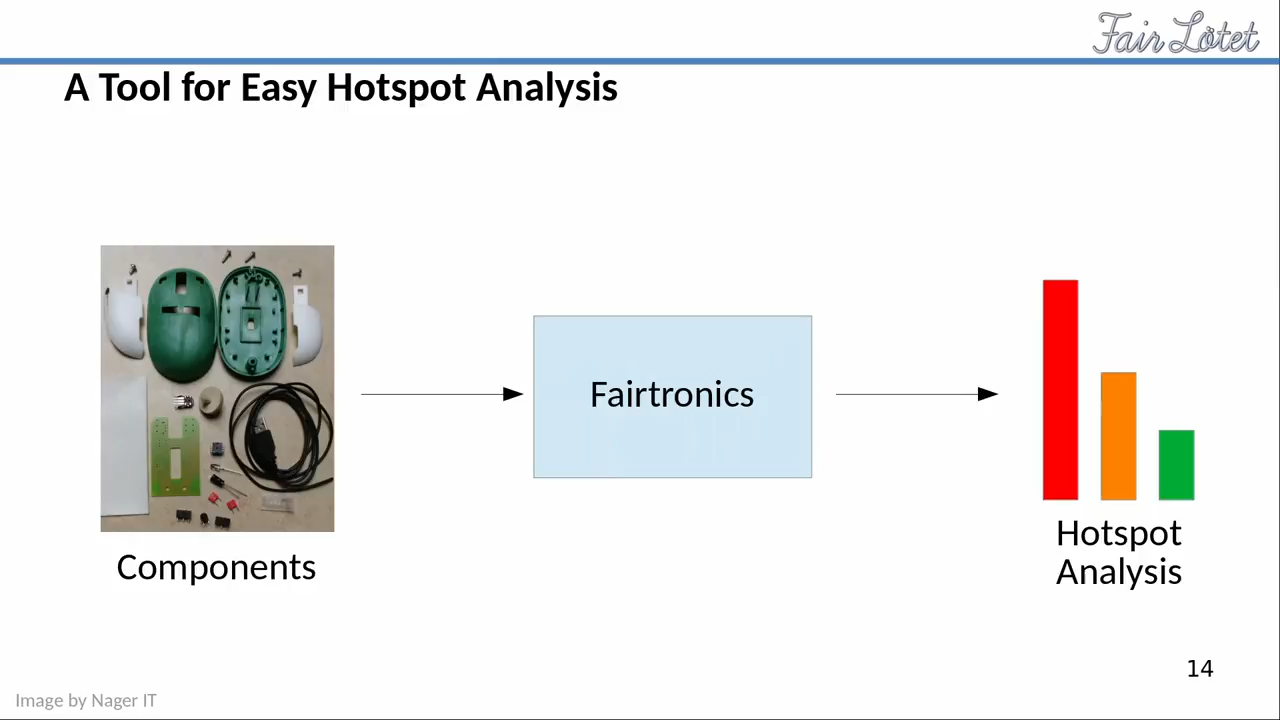 Fair Lötet
A Tool for Easy Hotspot Analysis
Fairtronics
Components
Hotspot
Analysis
14
Image by Nager IT